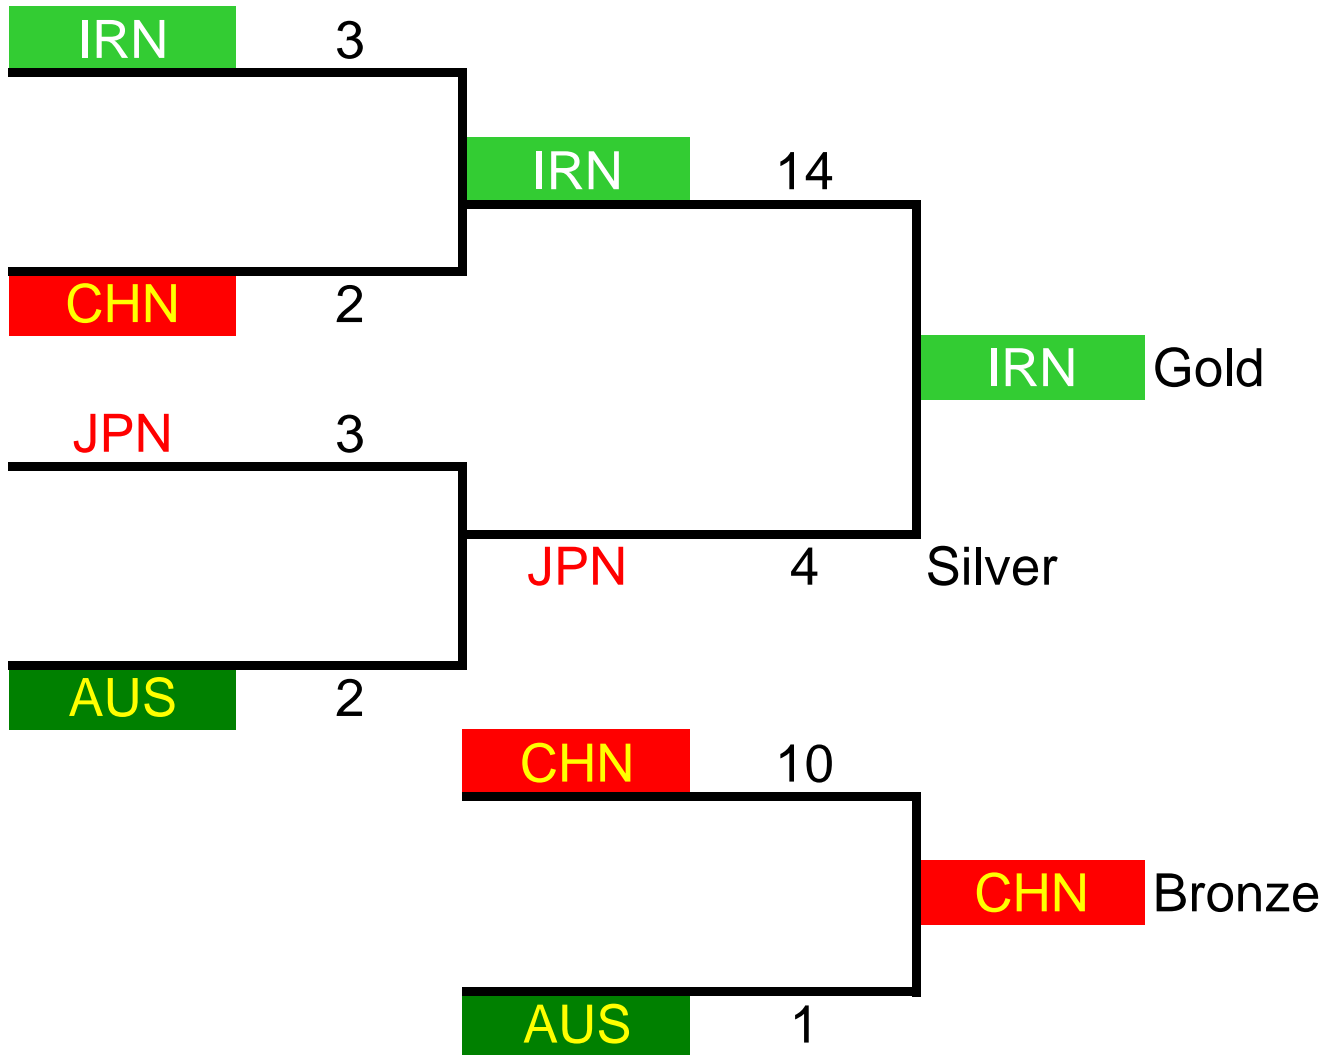 IRN 3
IRN 14
CHN 2
IRN Gold
JPN 3
JPN 4 Silver
AUS 2
CHN 10
CHN Bronze
AUS 1